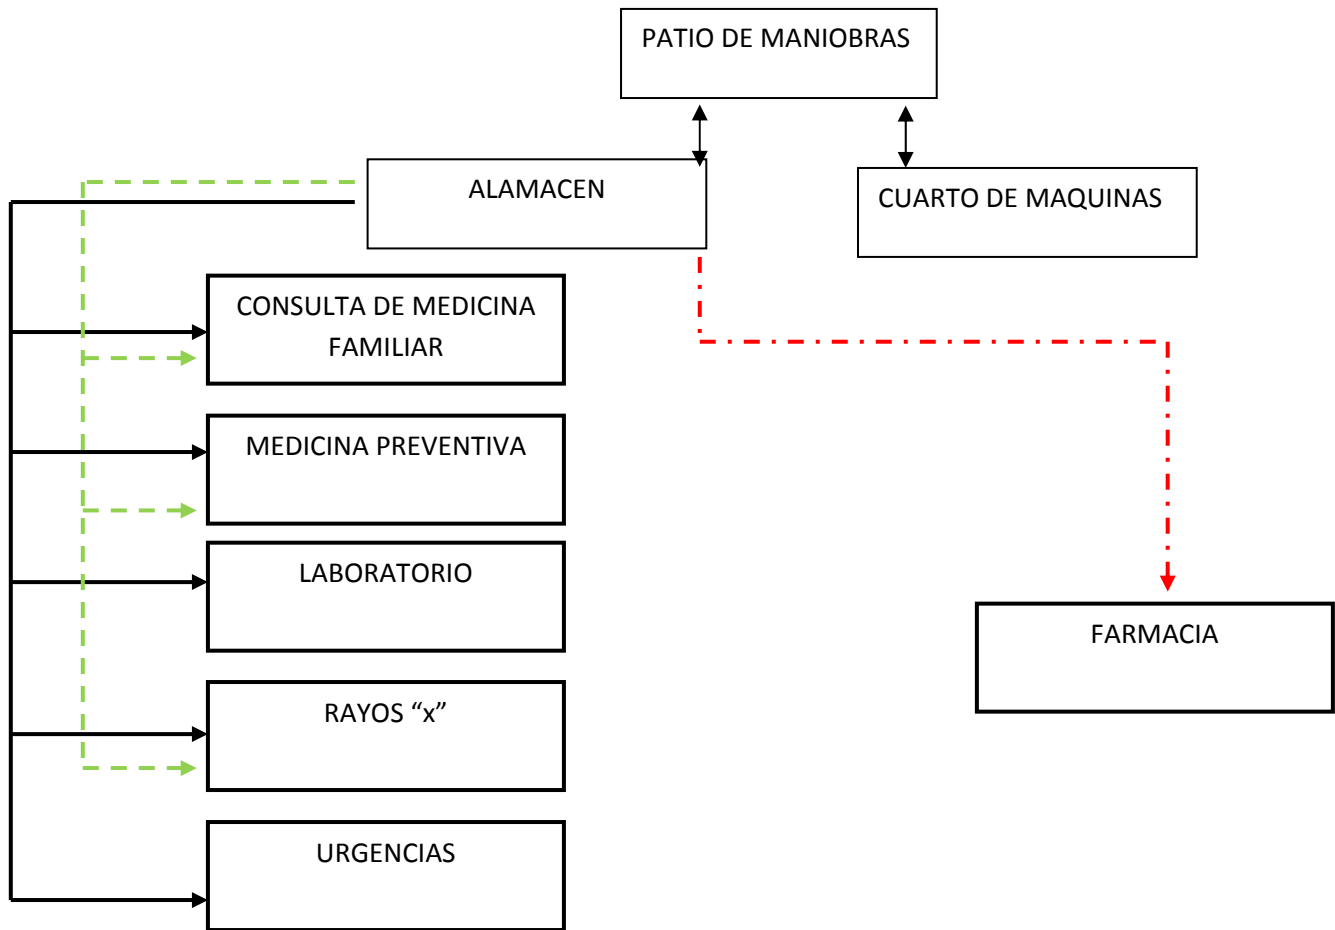 PATIO DE MANIOBRAS
ALAMACEN
CUARTO DE MAQUINAS
CONSULTA DE MEDICINA
FAMILIAR
MEDICINA PREVENTIVA
LABORATORIO
FARMACIA
RAYOS “x”
URGENCIAS